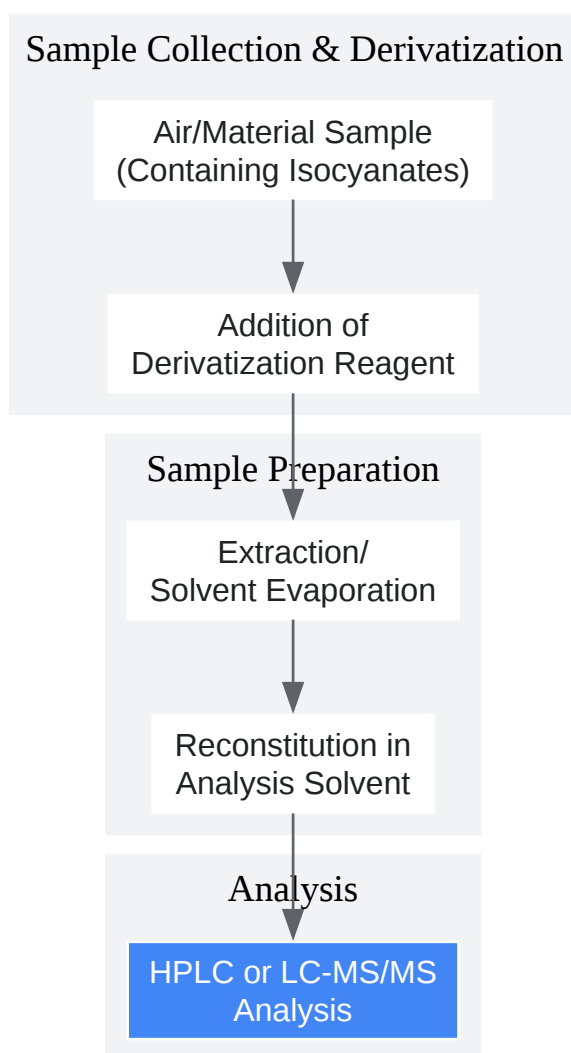 Sample Collection & Derivatization
Air/Material Sample
(Containing Isocyanates)
Addition of
Derivatization Reagent
Sample Preparation
Extraction/
Solvent Evaporation
Reconstitution in
Analysis Solvent
Analysis
HPLC or LC-MS/MS
Analysis